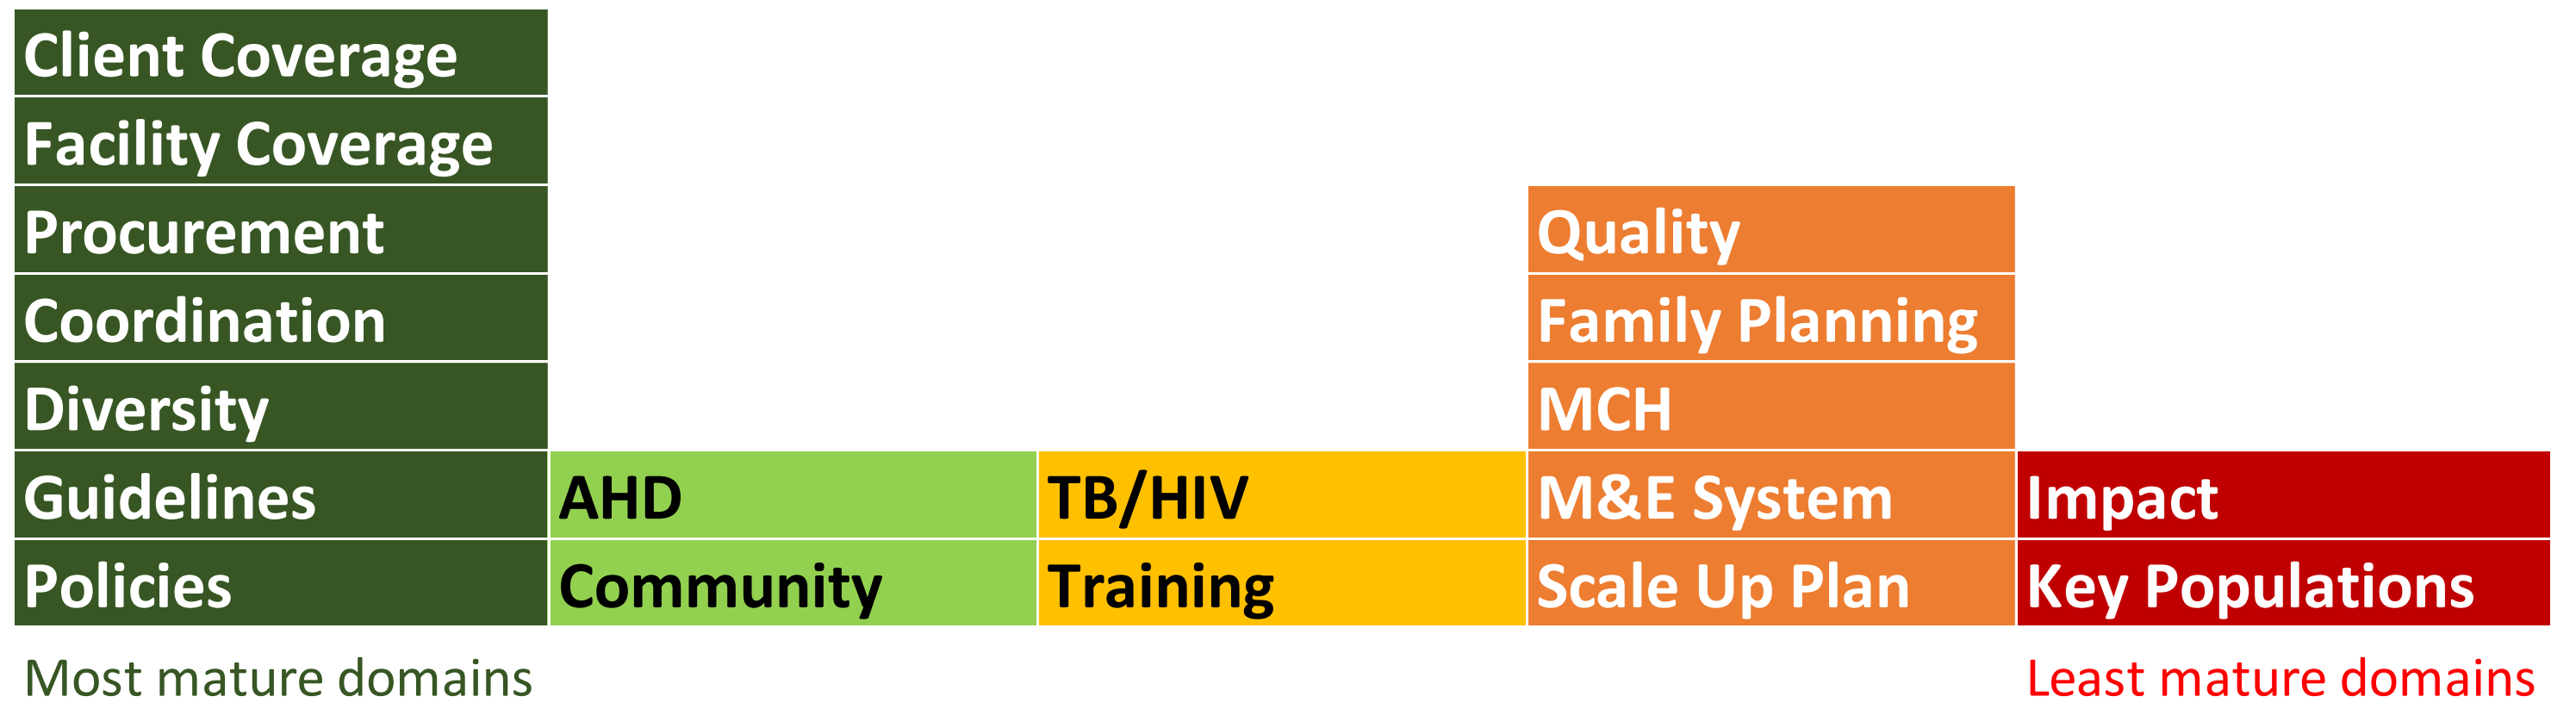 Client Coverage
Facility Coverage
Procurement
Quality
Coordination
Family Planning
Diversity
MCH
Guidelines
AHD
TB/HIV
M&E System
Impact
Policies
Community
Training
Scale Up Plan
Key Populations
Most mature domains
Least mature domains